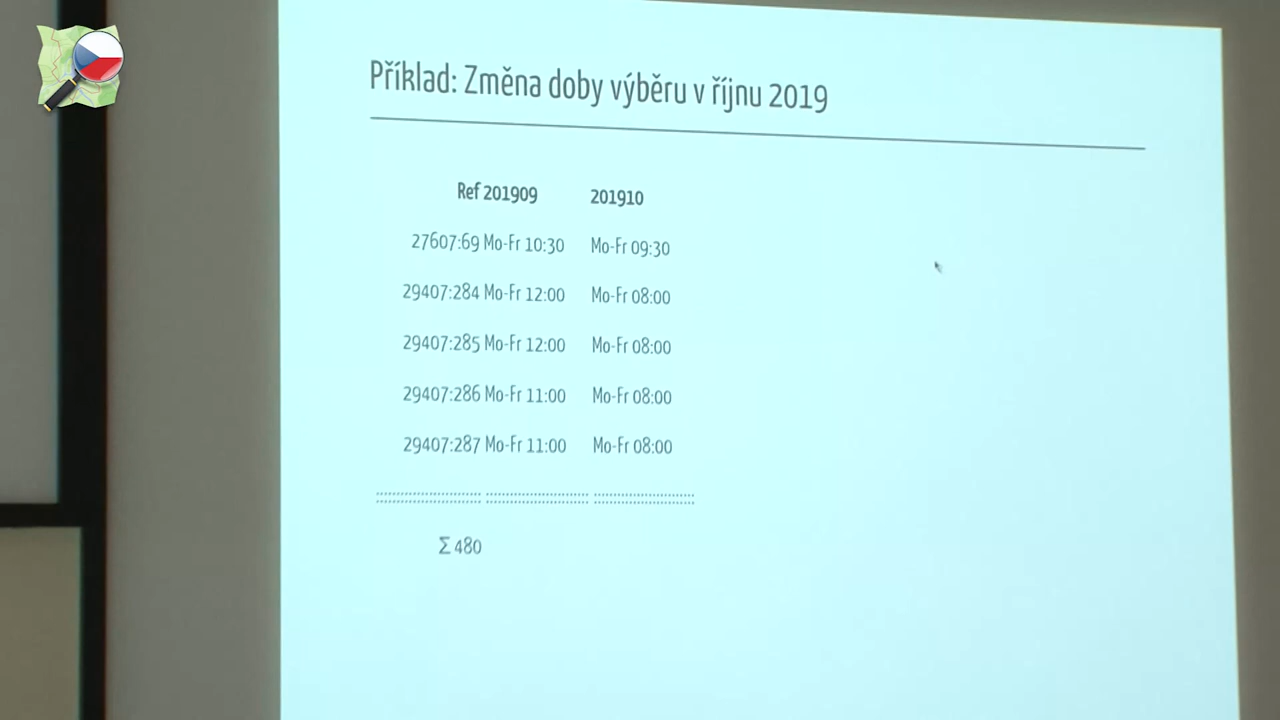 Příklad: Změna doby výběru v říjnu 2019
Ref 201909 201910
27607:69 Mo-Fr 10:30 Mo-Fr 09:30
29407:284 Mo-Fr 12:00 Mo-Fr 08:00
29407:285 Mo-Fr 12:00 Mo-Fr 08:00
29407:286 Mo-Fr 11:00 Mo-Fr 08:00
29407:287 Mo-Fr 11:00 Mo-Fr 08:00
Σ 480